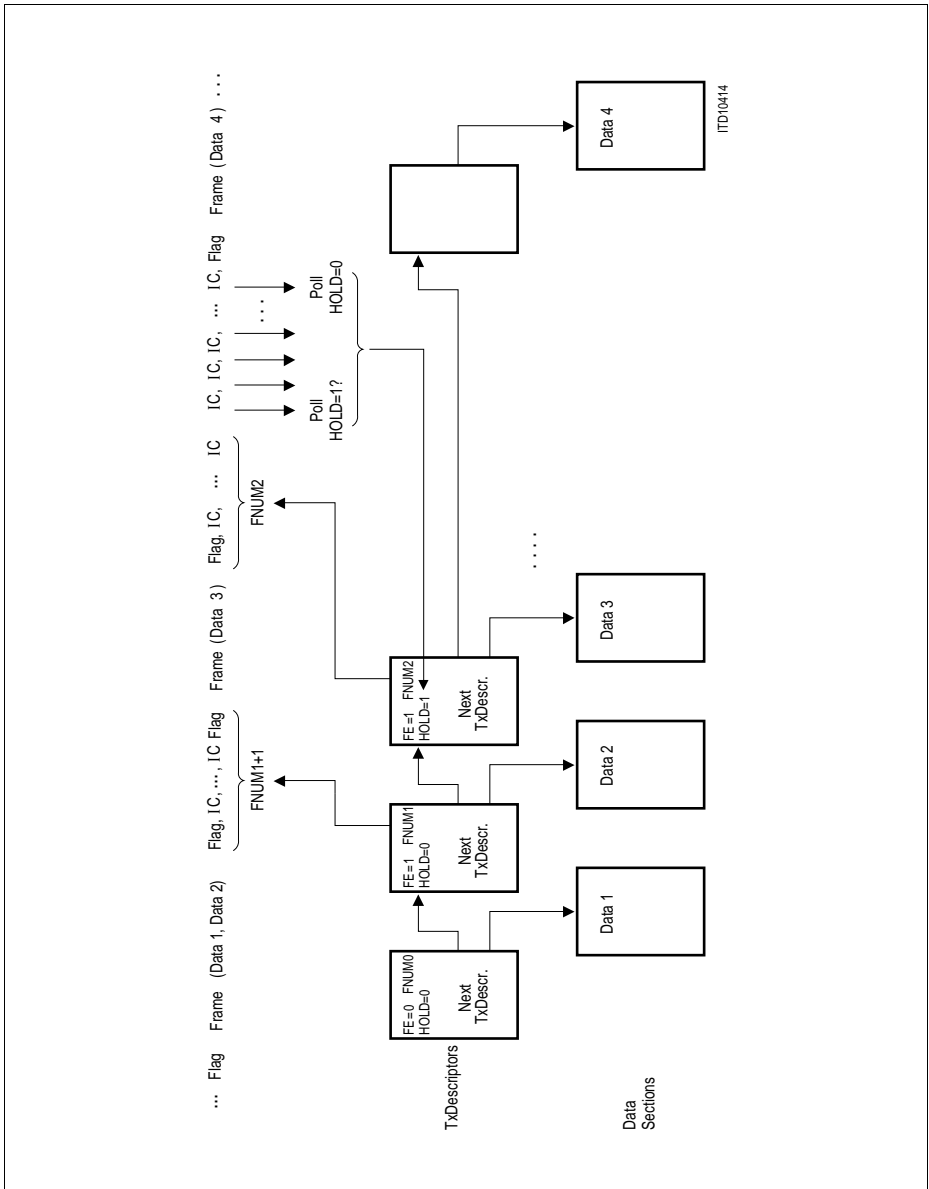 ... Flag Frame (Data 1, Data 2) Flag, IC, ..., IC Flag Frame (Data 3) Flag, IC, ... IC IC, IC, IC, ... IC, Flag Frame (Data 4) ...
FNUM1+1
FNUM2
Poll
HOLD=1?
...
Poll
HOLD=0
TxDescriptors
FE=0 FNUM0
HOLD=0
Next
TxDescr.
FE=1 FNUM1
HOLD=0
Next
TxDescr.
FE=1 FNUM2
HOLD=1
Next
TxDescr.
....
Data
Sections
Data 1
Data 2
Data 3
Data 4
ITD10414